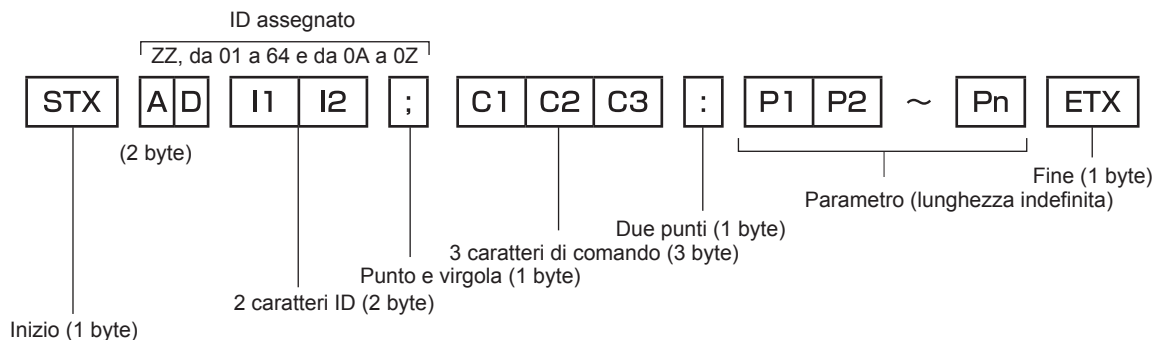 ID assegnato
ZZ, da 01 a 64 e da 0A a 0Z
STX A D I1 I2 ; C1 C2 C3 : P1 P2 ~ Pn ETX
(2 byte)
Fine (1 byte)
Parametro (lunghezza indefinita)
Due punti (1 byte)
3 caratteri di comando (3 byte)
Punto e virgola (1 byte)
2 caratteri ID (2 byte)
Inizio (1 byte)